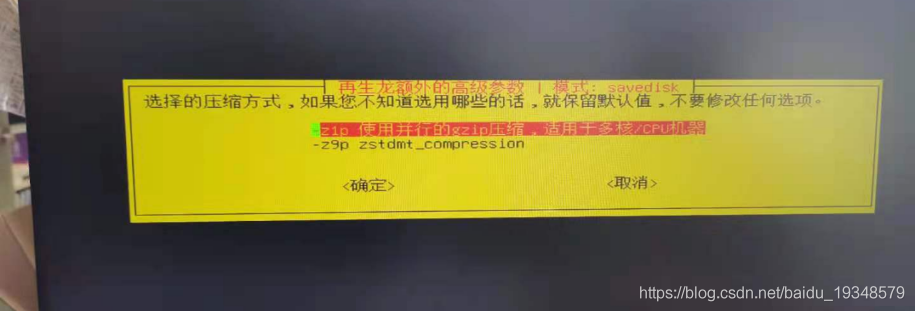 再生龙额外的高级参数 | 模式: savedisk
选择的压缩方式，如果您不知道选用哪些的话，就保留默认值，不要修改任何选项。
-z1p 使用并行的gzip压缩，适用于多核/CPU机器
-z9p zstdmt_compression
<确定> <取消>
https://blog.csdn.net/baidu_19348579